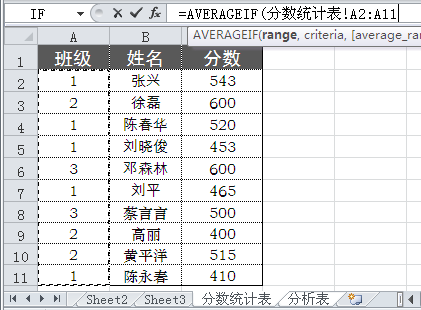 IF =AVERAGEIF(分数统计表!A2:A11
AVERAGEIF(range, criteria, [average_ra
A B C D E
1 班级 姓名 分数
2 1 张兴 543
3 2 徐磊 600
4 1 陈春华 520
5 1 刘晓俊 453
6 3 邓森林 600
7 1 刘平 465
8 3 蔡言言 500
9 2 高丽 400
10 2 黄平洋 515
11 1 陈永春 410
Sheet2 Sheet3 分数统计表 分析表